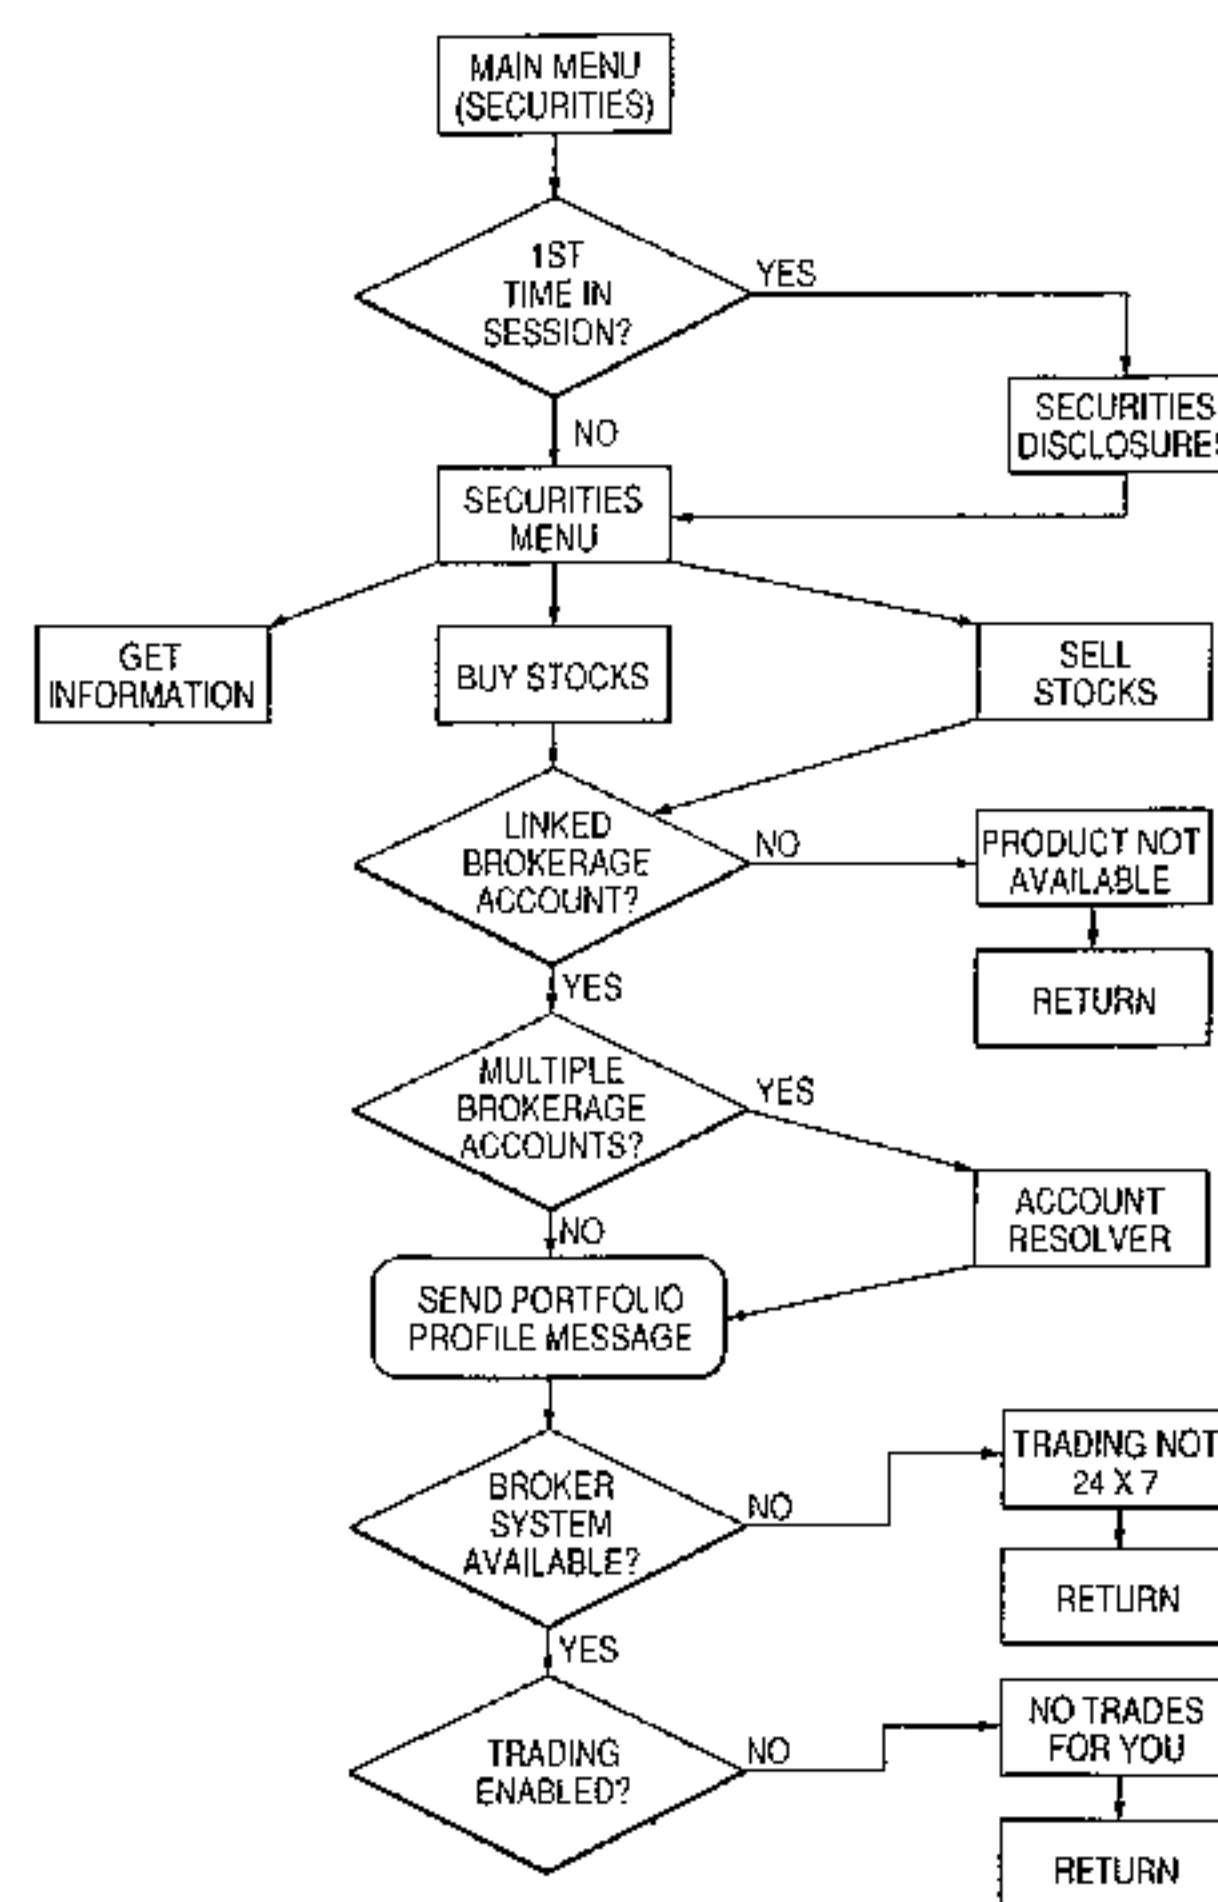 MAIN MENU
(SECURITIES)
1ST
TIME IN
SESSION?
YES
NO
SECURITIES
DISCLOSURES
SECURITIES
MENU
GET
INFORMATION
BUY STOCKS
SELL
STOCKS
LINKED
BROKERAGE
ACCOUNT?
NO
PRODUCT NOT
AVAILABLE
RETURN
YES
MULTIPLE
BROKERAGE
ACCOUNTS?
YES
NO
ACCOUNT
RESOLVER
SEND PORTFOLIO
PROFILE MESSAGE
BROKER
SYSTEM
AVAILABLE?
NO
TRADING NOT
24 X 7
RETURN
YES
TRADING
ENABLED?
NO
NO TRADES
FOR YOU
RETURN